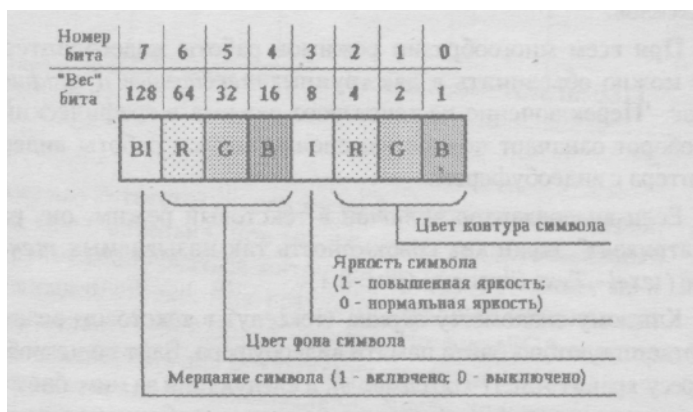 Номер бита 7 6 5 4 3 2 1 0
"Вес" бита 128 64 32 16 8 4 2 1
Bl R G B I R G B
Цвет контура символа
Яркость символа
(1 - повышенная яркость;
0 - нормальная яркость)
Цвет фона символа
Мерцание символа (1 - включено; 0 - выключено)